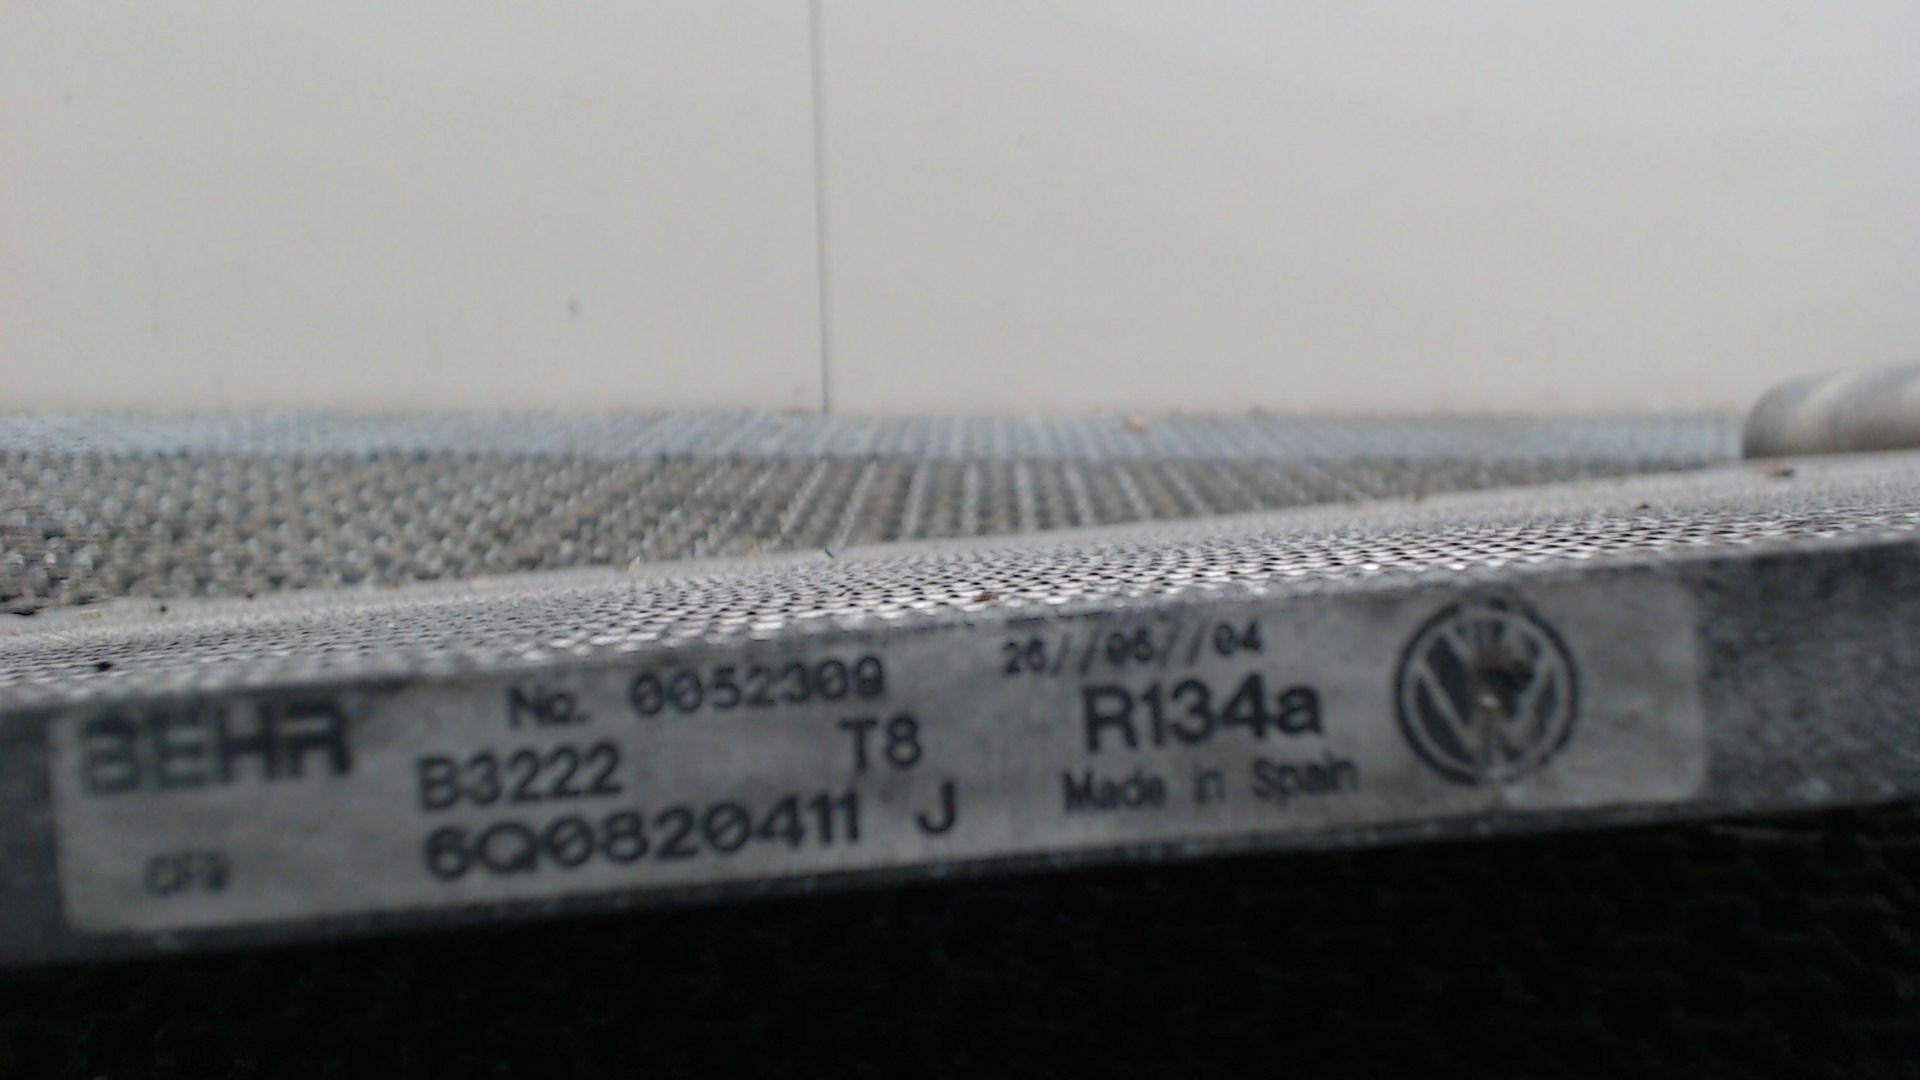 BEHR
No. 0052309
B3222 T8
6Q0820411 J
26//05//04
R134a
Made in Spain